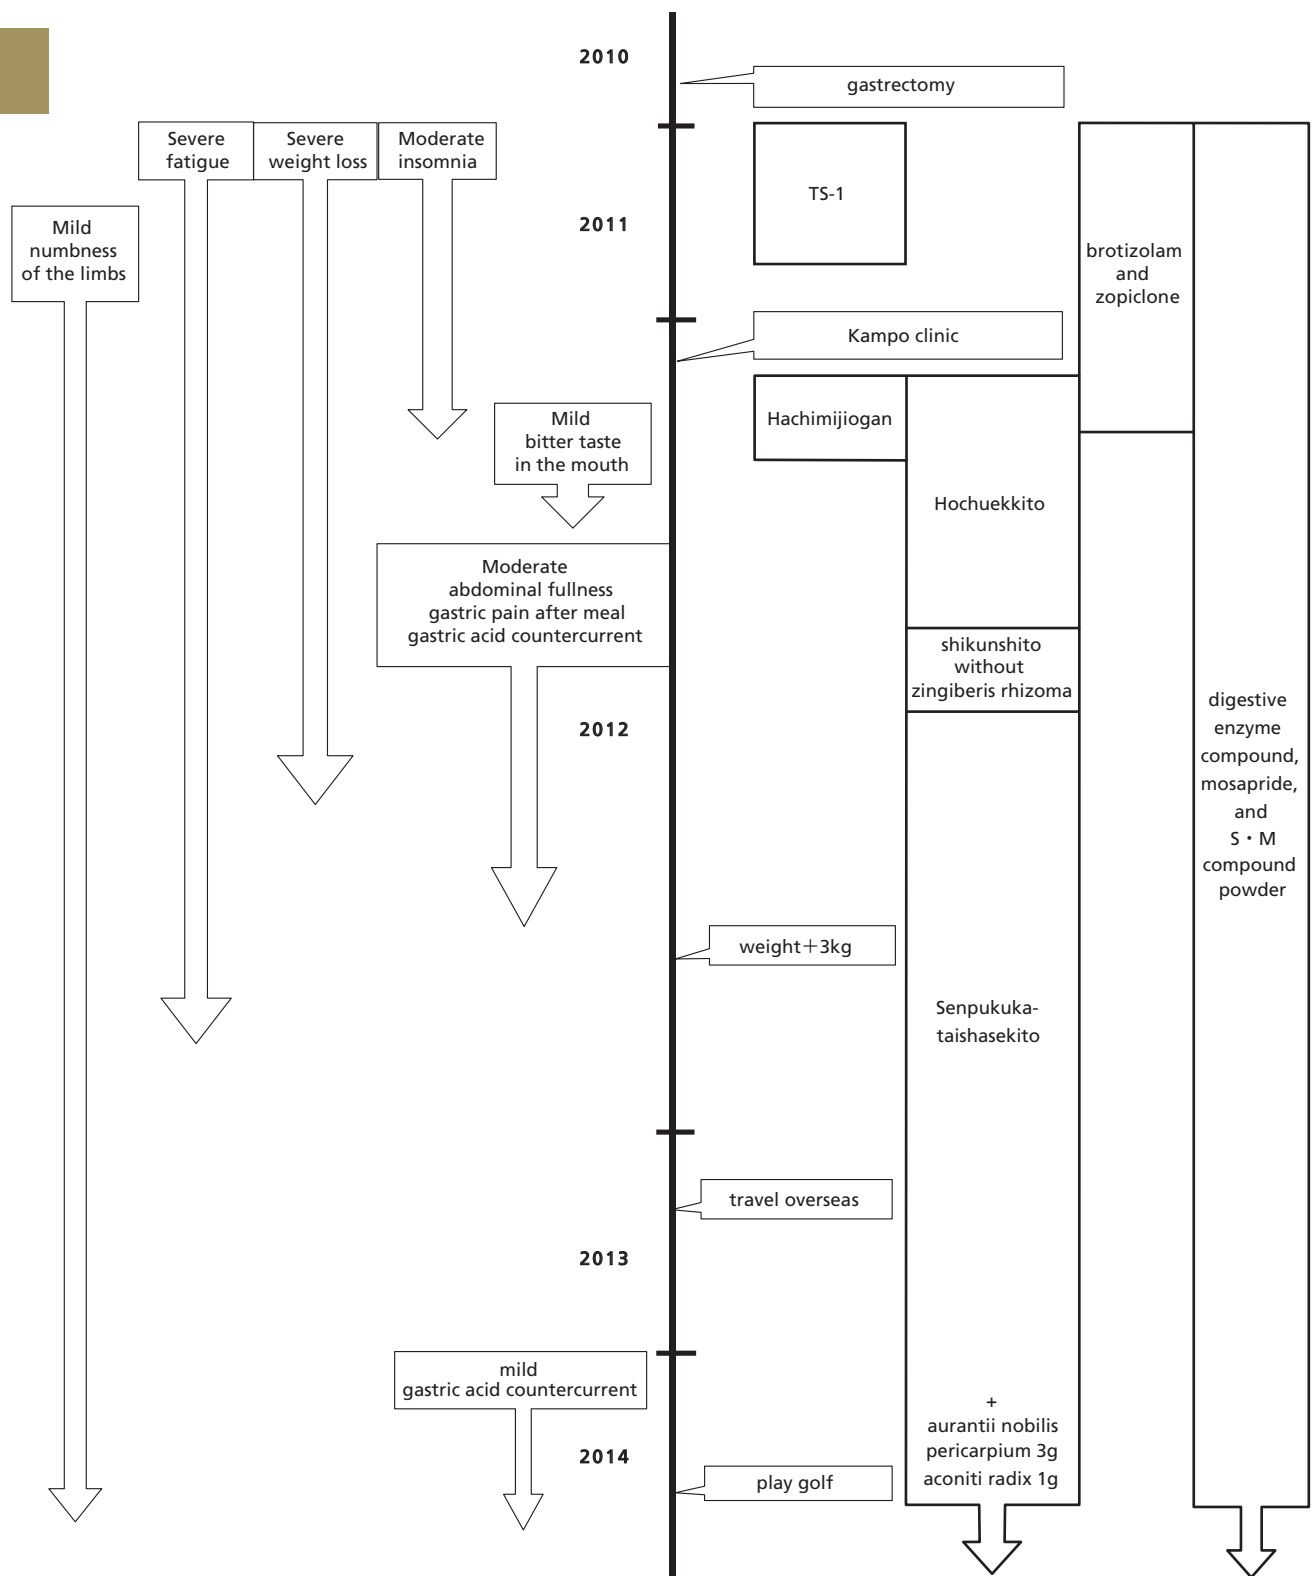 2010
gastrectomy
Severe
fatigue
Severe
weight loss
Moderate
insomnia
TS-1
Mild
numbness
of the limbs
2011
brotizolam
and
zopiclone
Kampo clinic
Hachimijiogan
Mild
bitter taste
in the mouth
Hochuekkito
Moderate
abdominal fullness
gastric pain after meal
gastric acid countercurrent
shikunshito
without
zingiberis rhizoma
2012
digestive
enzyme
compound,
mosapride,
and
S・M
compound
powder
weight＋3kg
Senpukuka-
taishasekito
travel overseas
2013
mild
gastric acid countercurrent
+
aurantii nobilis
pericarpium 3g
aconiti radix 1g
2014
play golf